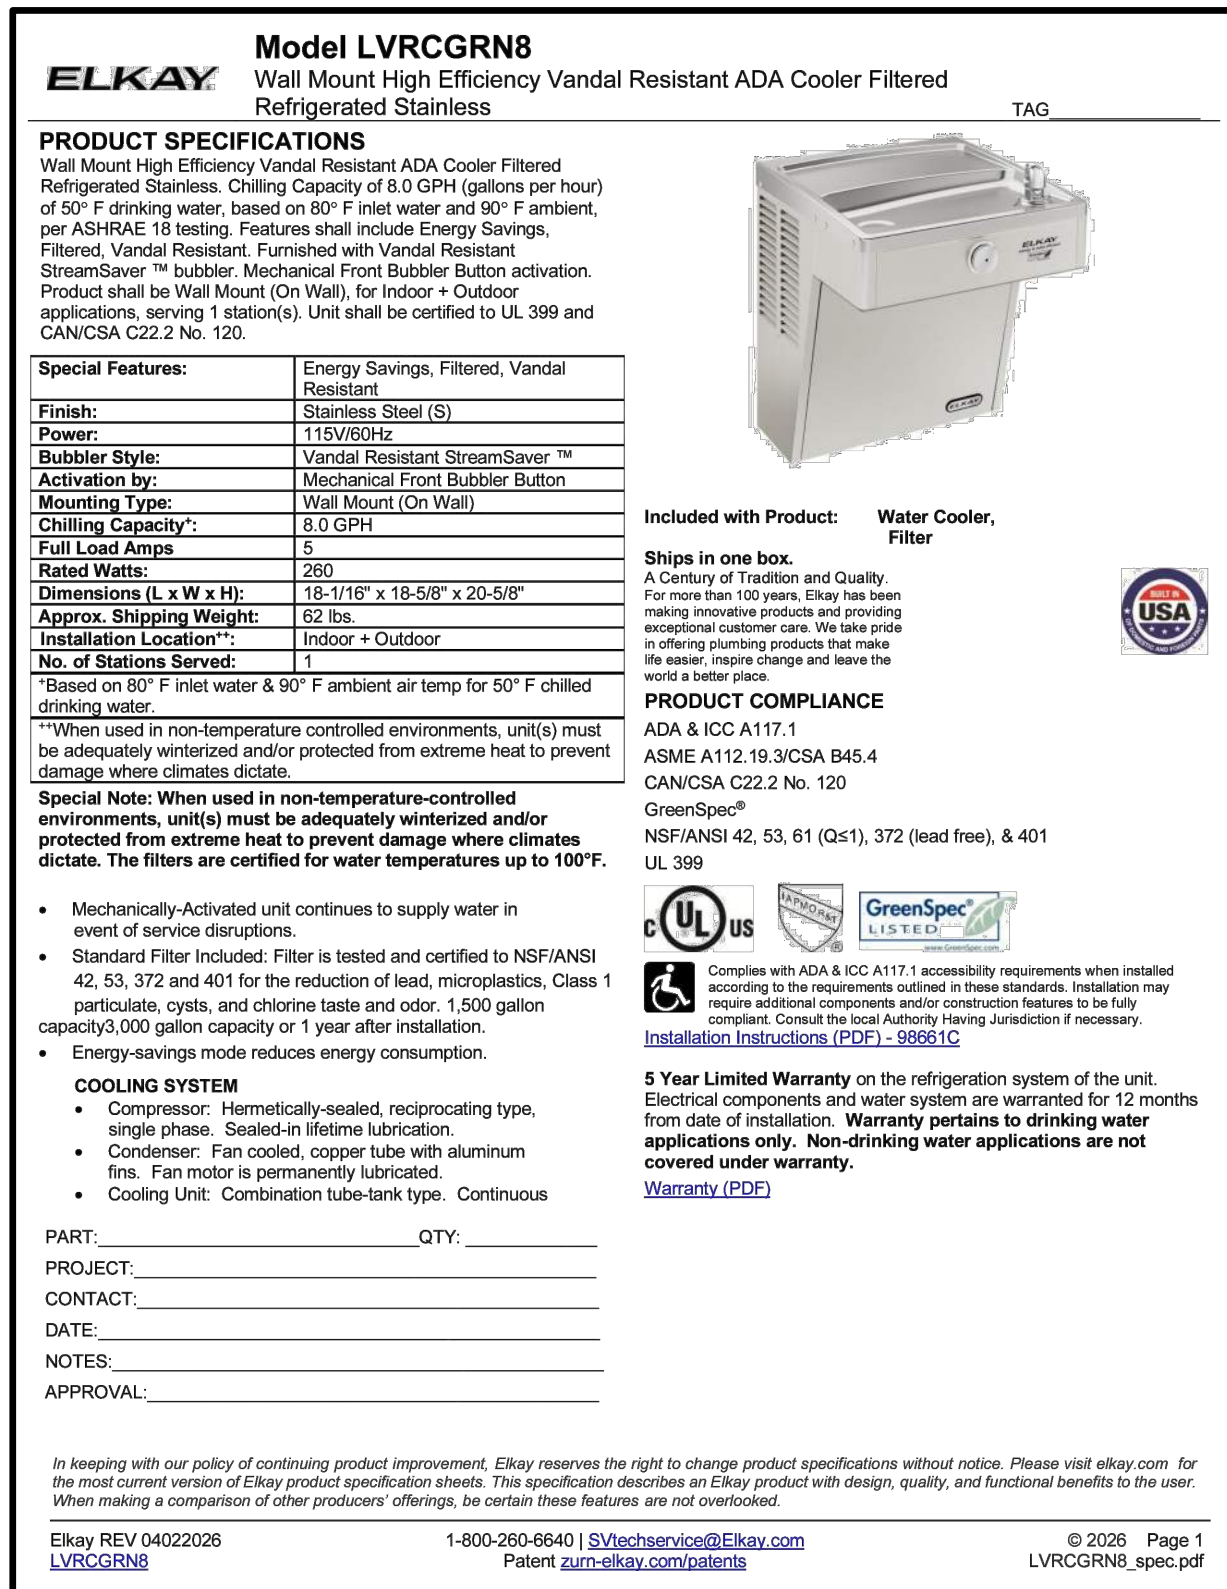 ELKAY
Model LVRCGRN8
Wall Mount High Efficiency Vandal Resistant ADA Cooler Filtered
Refrigerated Stainless
TAG_______________
PRODUCT SPECIFICATIONS
Wall Mount High Efficiency Vandal Resistant ADA Cooler Filtered
Refrigerated Stainless. Chilling Capacity of 8.0 GPH (gallons per hour)
of 50° F drinking water, based on 80° F inlet water and 90° F ambient,
per ASHRAE 18 testing. Features shall include Energy Savings,
Filtered, Vandal Resistant. Furnished with Vandal Resistant
StreamSaver ™ bubbler. Mechanical Front Bubbler Button activation.
Product shall be Wall Mount (On Wall), for Indoor + Outdoor
applications, serving 1 station(s). Unit shall be certified to UL 399 and
CAN/CSA C22.2 No. 120.
Special Features: Energy Savings, Filtered, Vandal
Resistant
Finish: Stainless Steel (S)
Power: 115V/60Hz
Bubbler Style: Vandal Resistant StreamSaver ™
Activation by: Mechanical Front Bubbler Button
Mounting Type: Wall Mount (On Wall)
Chilling Capacity+: 8.0 GPH
Full Load Amps 5
Rated Watts: 260
Dimensions (L x W x H): 18-1/16" x 18-5/8" x 20-5/8"
Approx. Shipping Weight: 62 lbs.
Installation Location++: Indoor + Outdoor
No. of Stations Served: 1
+Based on 80° F inlet water & 90° F ambient air temp for 50° F chilled
drinking water.
++When used in non-temperature controlled environments, unit(s) must
be adequately winterized and/or protected from extreme heat to prevent
damage where climates dictate.
Special Note: When used in non-temperature-controlled
environments, unit(s) must be adequately winterized and/or
protected from extreme heat to prevent damage where climates
dictate. The filters are certified for water temperatures up to 100°F.
• Mechanically-Activated unit continues to supply water in
event of service disruptions.
• Standard Filter Included: Filter is tested and certified to NSF/ANSI
42, 53, 372 and 401 for the reduction of lead, microplastics, Class 1
particulate, cysts, and chlorine taste and odor. 1,500 gallon
capacity3,000 gallon capacity or 1 year after installation.
• Energy-savings mode reduces energy consumption.
COOLING SYSTEM
• Compressor: Hermetically-sealed, reciprocating type,
single phase. Sealed-in lifetime lubrication.
• Condenser: Fan cooled, copper tube with aluminum
fins. Fan motor is permanently lubricated.
• Cooling Unit: Combination tube-tank type. Continuous
ELKAY
ELKAY
Included with Product: Water Cooler,
Filter
Ships in one box.
A Century of Tradition and Quality.
For more than 100 years, Elkay has been
making innovative products and providing
exceptional customer care. We take pride
in offering plumbing products that make
life easier, inspire change and leave the
world a better place.
BUILT IN
USA
OF DOMESTIC AND FOREIGN PARTS
PRODUCT COMPLIANCE
ADA & ICC A117.1
ASME A112.19.3/CSA B45.4
CAN/CSA C22.2 No. 120
GreenSpec®
NSF/ANSI 42, 53, 61 (Q≤1), 372 (lead free), & 401
UL 399
C UL US
IAPMO R&T ®
GreenSpec®
LISTED
www.GreenSpec.com
Complies with ADA & ICC A117.1 accessibility requirements when installed
according to the requirements outlined in these standards. Installation may
require additional components and/or construction features to be fully
compliant. Consult the local Authority Having Jurisdiction if necessary.
Installation Instructions (PDF) - 98661C
5 Year Limited Warranty on the refrigeration system of the unit.
Electrical components and water system are warranted for 12 months
from date of installation. Warranty pertains to drinking water
applications only. Non-drinking water applications are not
covered under warranty.
Warranty (PDF)
PART:________________________________QTY: _____________
PROJECT:______________________________________________
CONTACT:______________________________________________
DATE:__________________________________________________
NOTES:_________________________________________________
APPROVAL:_____________________________________________
In keeping with our policy of continuing product improvement, Elkay reserves the right to change product specifications without notice. Please visit elkay.com for
the most current version of Elkay product specification sheets. This specification describes an Elkay product with design, quality, and functional benefits to the user.
When making a comparison of other producers' offerings, be certain these features are not overlooked.
Elkay REV 04022026 1-800-260-6640 | SVtechservice@Elkay.com © 2026 Page 1
LVRCGRN8 Patent zurn-elkay.com/patents LVRCGRN8_spec.pdf